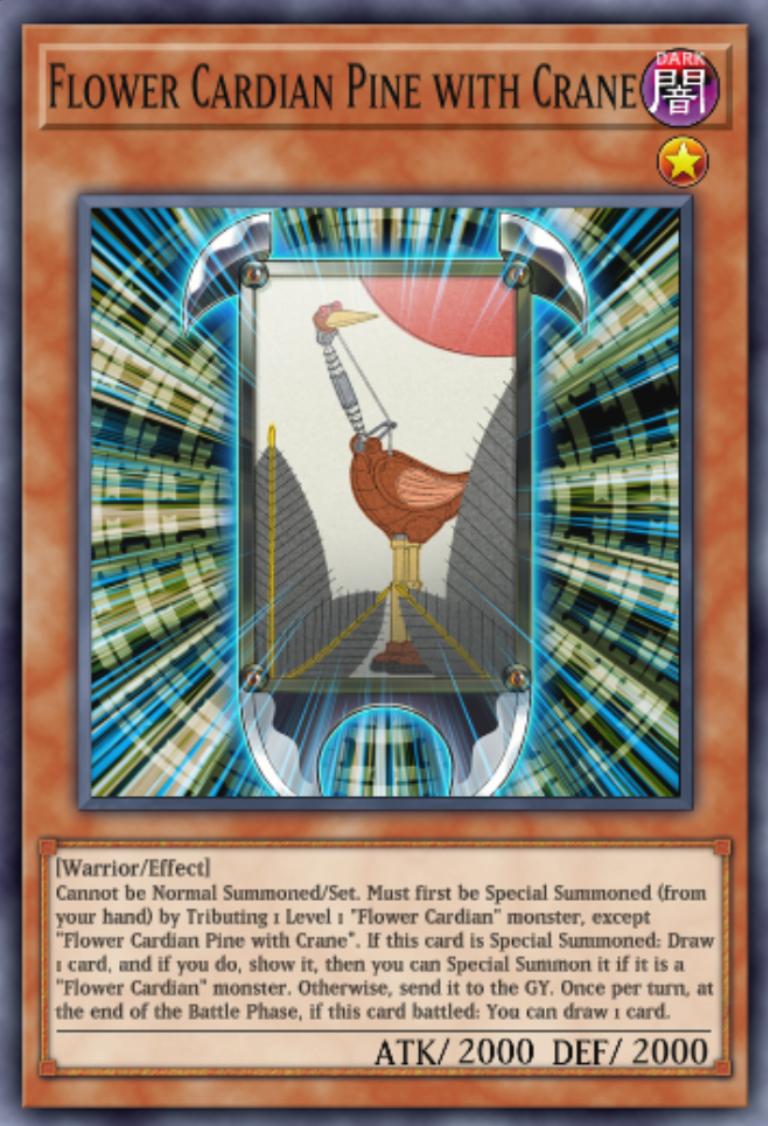 Flower Cardian Pine with Crane
DARK
闇
[Warrior/Effect]
Cannot be Normal Summoned/Set. Must first be Special Summoned (from
your hand) by Tributing 1 Level 1 "Flower Cardian" monster, except
"Flower Cardian Pine with Crane". If this card is Special Summoned: Draw
1 card, and if you do, show it, then you can Special Summon it if it is a
"Flower Cardian" monster. Otherwise, send it to the GY. Once per turn, at
the end of the Battle Phase, if this card battled: You can draw 1 card.
ATK/ 2000 DEF/ 2000